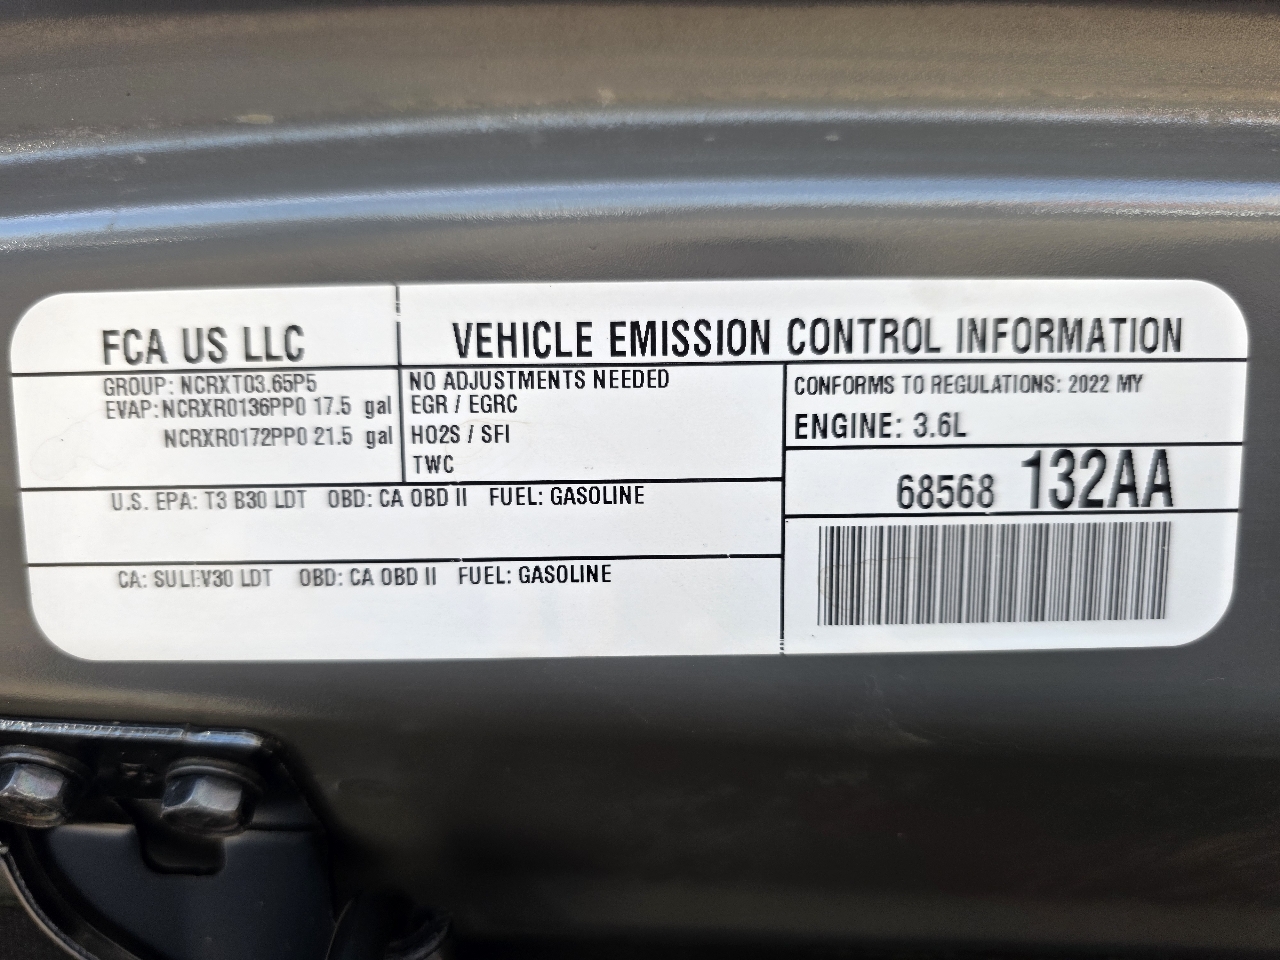 FCA US LLC
VEHICLE EMISSION CONTROL INFORMATION
GROUP: NCRXT03.65P5
EVAP: NCRXR0136PP0 17.5 gal
NCRXR0172PP0 21.5 gal
NO ADJUSTMENTS NEEDED
EGR / EGRC
HO2S / SFI
TWC
CONFORMS TO REGULATIONS: 2022 MY
ENGINE: 3.6L
68568 132AA
U.S. EPA: T3 B30 LDT OBD: CA OBD II FUEL: GASOLINE
CA: SULEV30 LDT OBD: CA OBD II FUEL: GASOLINE